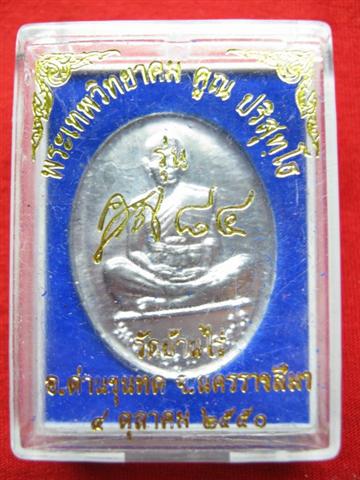 พระเทพวิทยาคม คูณ ปริสุทฺโธ
รุ่น
๘๔
วัดบ้านไร่
อ.ด่านขุนทด จ.นครราชสีมา
๔ ตุลาคม ๒๕๕๐